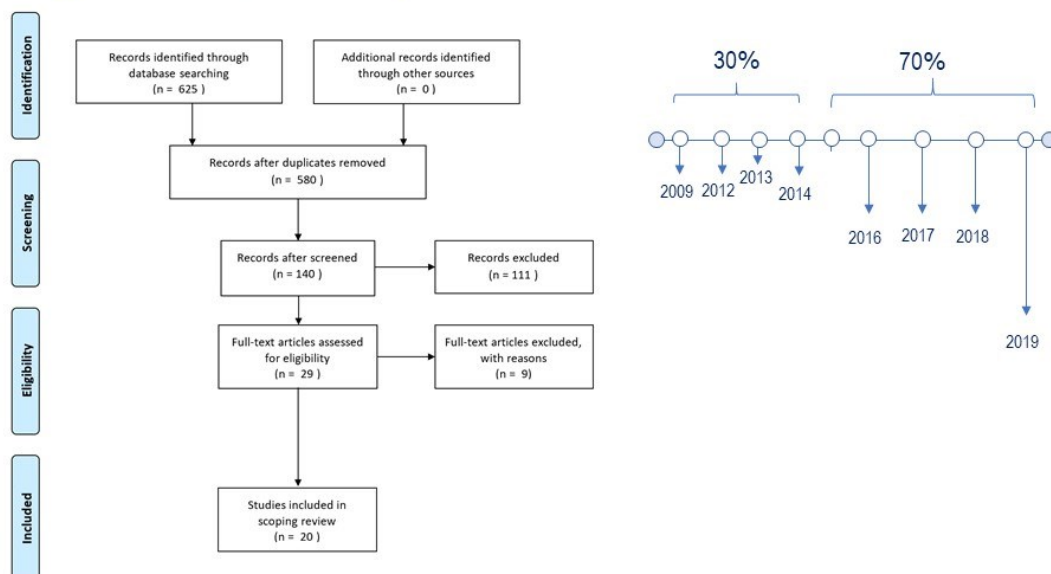 Identification
Records identified through
database searching
(n = 625 )
Additional records identified
through other sources
(n = 0 )
Screening
Records after duplicates removed
(n = 580 )
Records after screened
(n = 140 )
Records excluded
(n = 111 )
Eligibility
Full-text articles assessed
for eligibility
(n = 29 )
Full-text articles excluded,
with reasons
(n = 9)
Included
Studies included in
scoping review
(n = 20 )
30%
70%
2009
2012
2013
2014
2016
2017
2018
2019